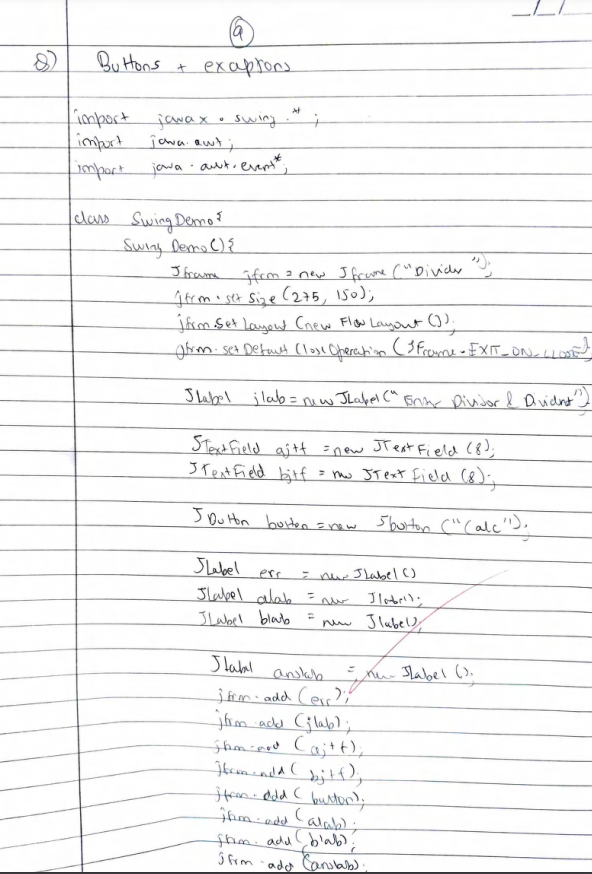 9
8) Buttons + exaptions
import javax.swing.*;
import java.awt;
import java.awt.event*;
class SwingDemo{
Swing Demo(){
Jframe jfrm = new Jframe ("Divider");
jfrm.set Size (275, 150);
jfrm.Set Layout (new Flow Layout ());
jfrm.set Default Close Operation (JFrame.EXIT_ON_CLOSE);
JLabel jlab = new JLabel ("Enter Divisor & Dividnt")
JTextField ajtf = new JTextField (8);
JTextField bjtf = new JText Field (8);
JButton button = new Jbutton ("Calc");
JLabel err = new JLabel ()
JLabel alab = new Jlabel();
JLabel blab = new Jlabel();
JLabel anslab = new JLabel ();
jfrm.add (err);
jfrm.add (jlab);
jfrm.add (ajtf);
jfrm.add (bjtf);
jfrm.add (button);
jfrm.add (alab);
jfrm.add (blab);
jfrm.add (anslab);